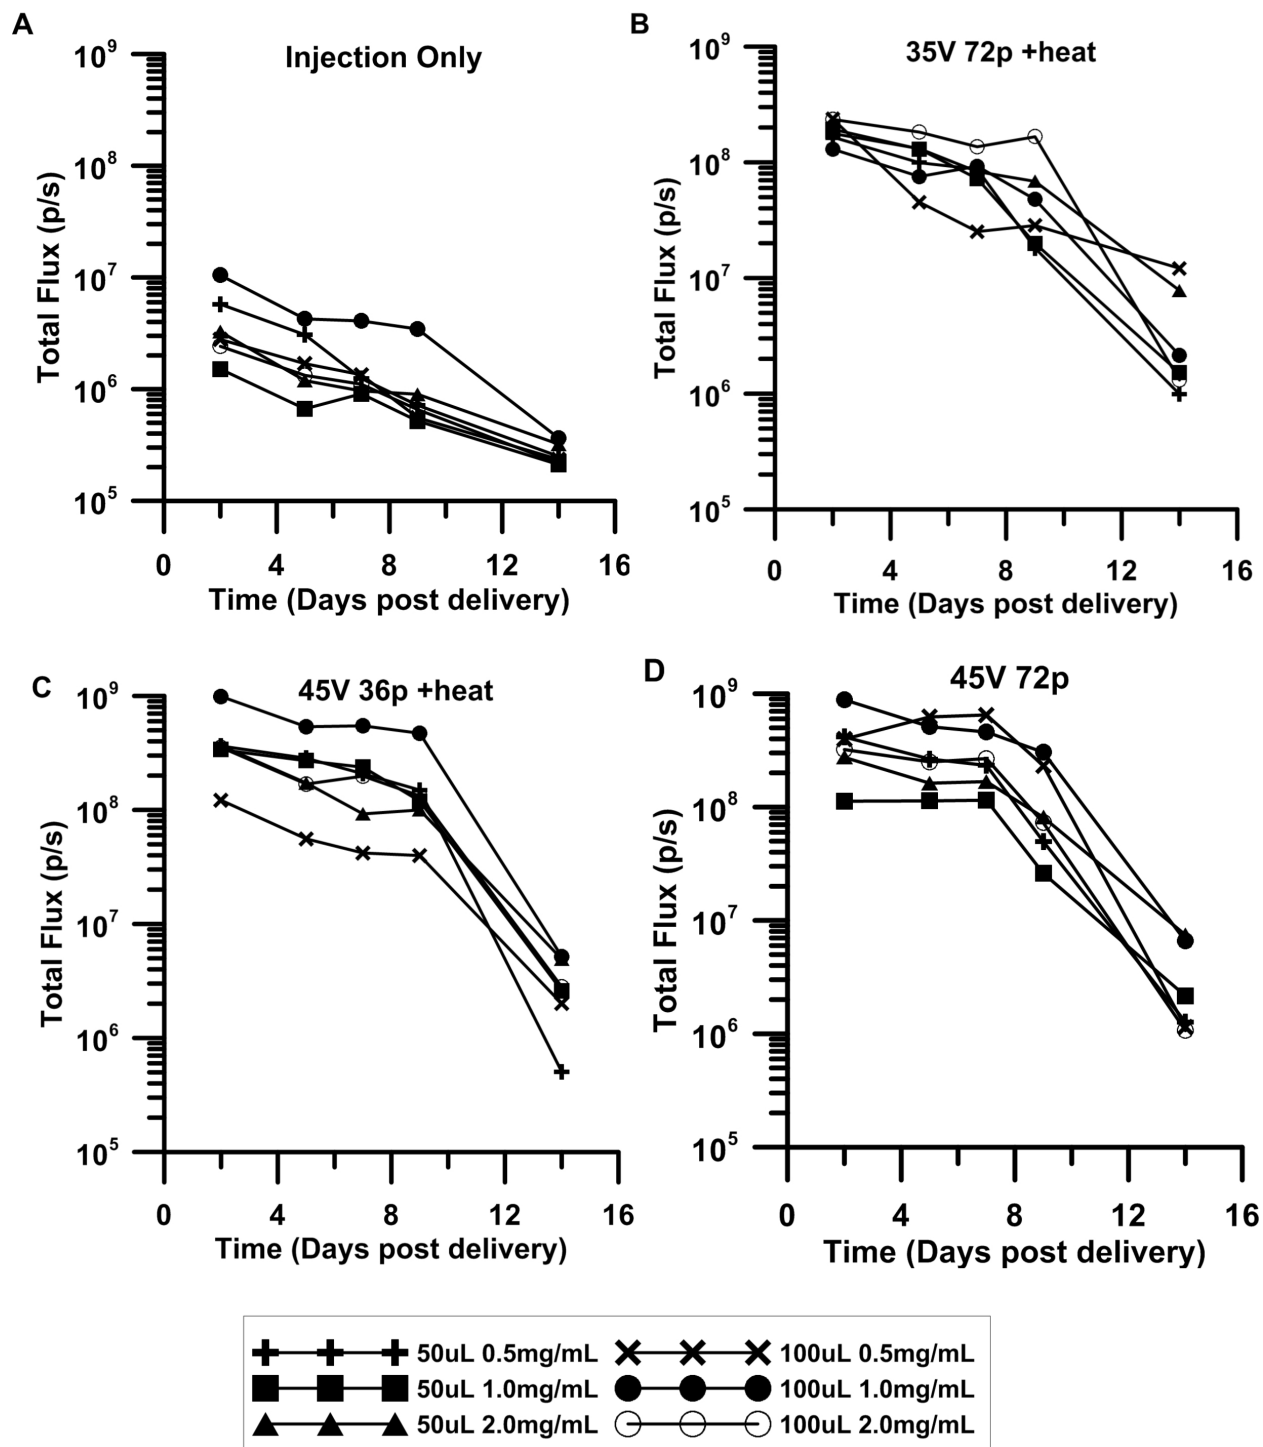 A
Injection Only
10^9
10^8
10^7
10^6
10^5
Total Flux (p/s)
0 4 8 12 16
Time (Days post delivery)
B
35V 72p +heat
10^9
10^8
10^7
10^6
10^5
Total Flux (p/s)
0 4 8 12 16
Time (Days post delivery)
C
45V 36p +heat
10^9
10^8
10^7
10^6
10^5
Total Flux (p/s)
0 4 8 12 16
Time (Days post delivery)
D
45V 72p
10^9
10^8
10^7
10^6
10^5
Total Flux (p/s)
0 4 8 12 16
Time (Days post delivery)
50uL 0.5mg/mL 100uL 0.5mg/mL
50uL 1.0mg/mL 100uL 1.0mg/mL
50uL 2.0mg/mL 100uL 2.0mg/mL